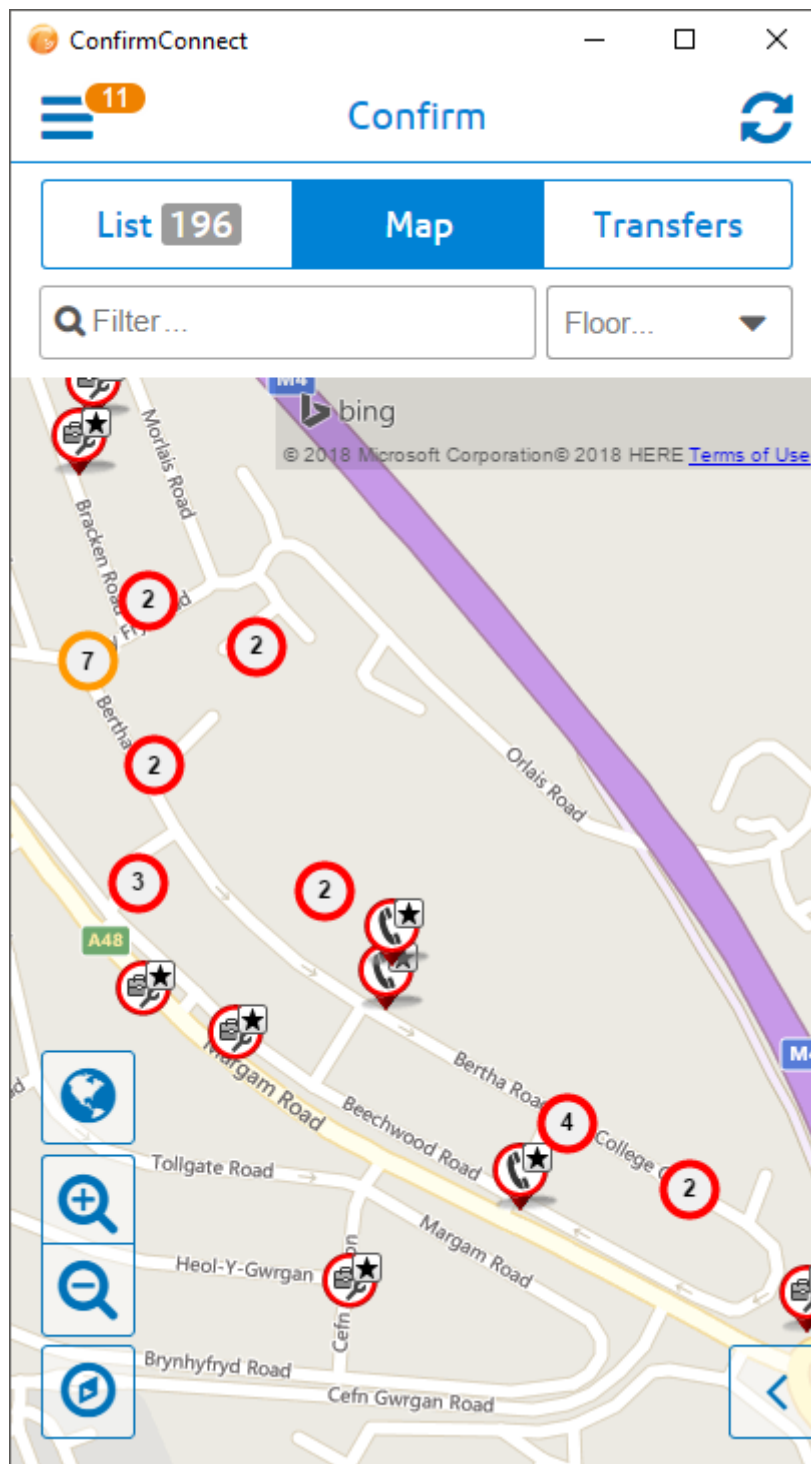 ConfirmConnect
11
Confirm
List 196
Map
Transfers
Filter...
Floor...
M4
bing
© 2018 Microsoft Corporation© 2018 HERE Terms of Use
Morlais Road
Bracken Road
2
2
7
Bertha
2
Orlais Road
3
2
A48
Margam Road
Bertha Road
Beechwood Road
4
College
2
Tollgate Road
Margam Road
Heol-Y-Gwrgan
Cefn
Brynhyfryd Road
Cefn Gwrgan Road